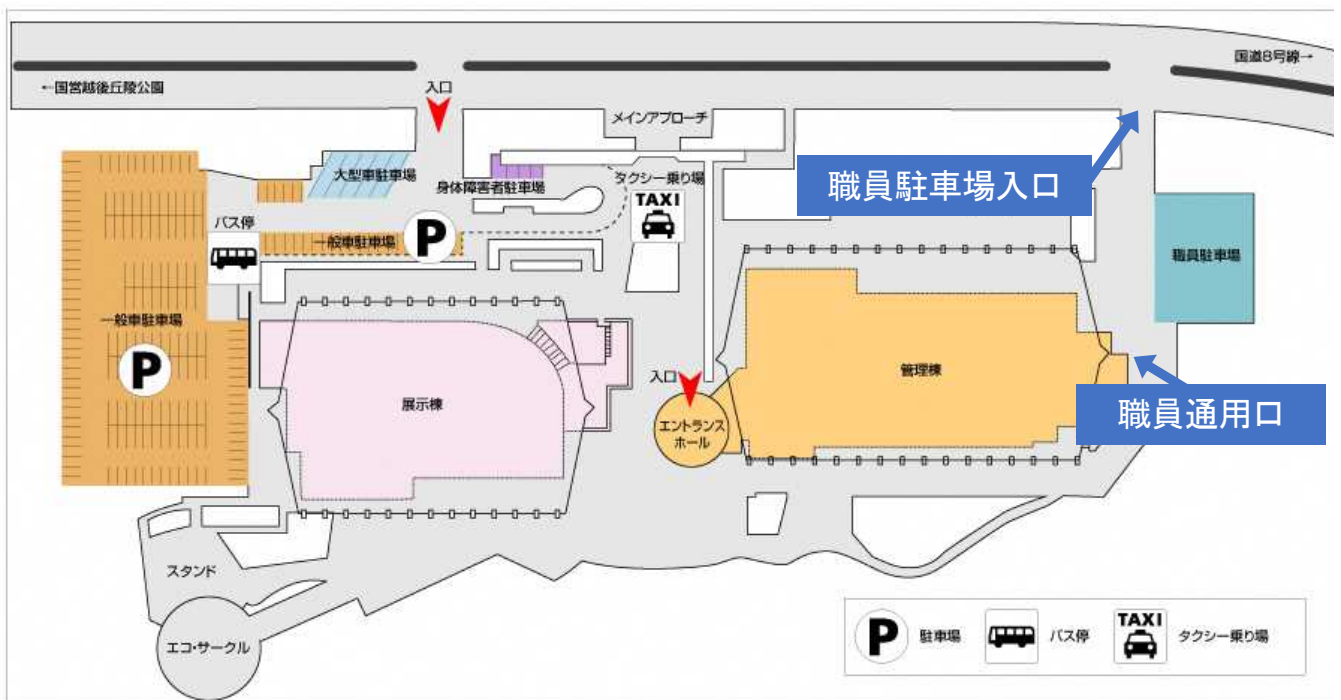 国道8号線→
←国営越後丘陵公園
入口
メインアプローチ
大型車駐車場
身体障害者駐車場
タクシー乗り場
TAXI
職員駐車場入口
バス停
一般車駐車場
P
職員駐車場
一般車駐車場
P
展示棟
入口
管理棟
エントランス
ホール
職員通用口
スタンド
エコ・サークル
P
駐車場
バス停
TAXI
タクシー乗り場